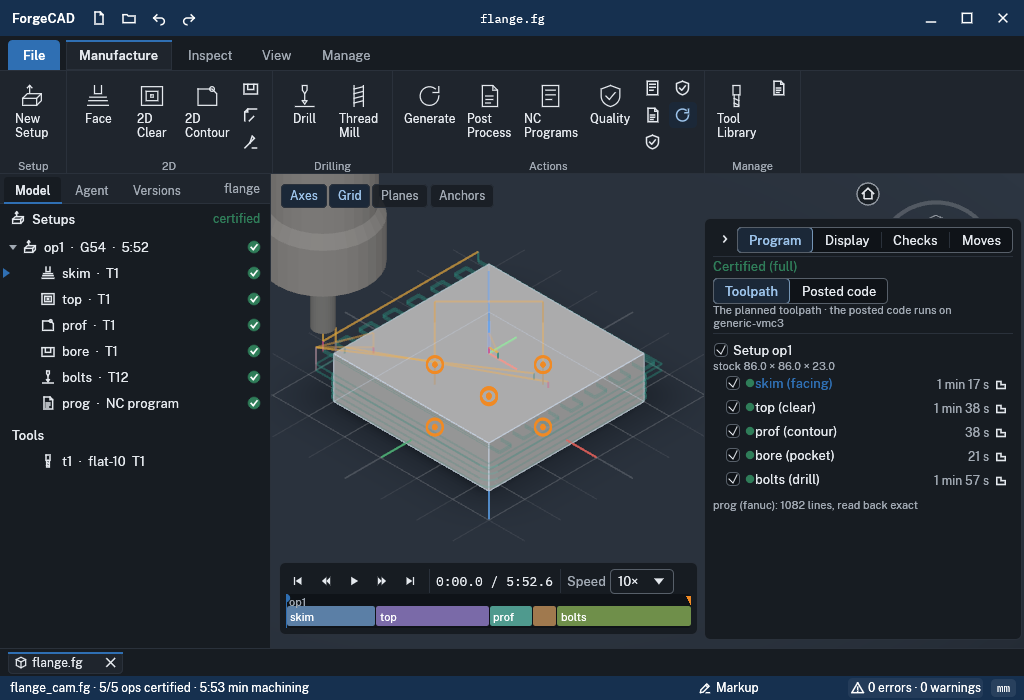 ForgeCAD
flange.fg
File
Manufacture
Inspect
View
Manage
New Setup
Face
2D Clear
2D Contour
Drill
Thread Mill
Generate
Post Process
NC Programs
Quality
Tool Library
Setup
2D
Drilling
Actions
Manage
Model
Agent
Versions
flange
Setups
certified
op1 · G54 · 5:52
skim · T1
top · T1
prof · T1
bore · T1
bolts · T12
prog · NC program
Tools
t1 · flat-10 T1
Axes
Grid
Planes
Anchors
Program
Display
Checks
Moves
Certified (full)
Toolpath
Posted code
The planned toolpath · the posted code runs on
generic-vmc3
Setup op1
stock 86.0 × 86.0 × 23.0
skim (facing) 1 min 17 s
top (clear) 1 min 38 s
prof (contour) 38 s
bore (pocket) 21 s
bolts (drill) 1 min 57 s
prog (fanuc): 1082 lines, read back exact
0:00.0 / 5:52.6
Speed
10×
op1
skim
top
prof
bolts
flange.fg
flange_cam.fg · 5/5 ops certified · 5:53 min machining
Markup
0 errors · 0 warnings
mm